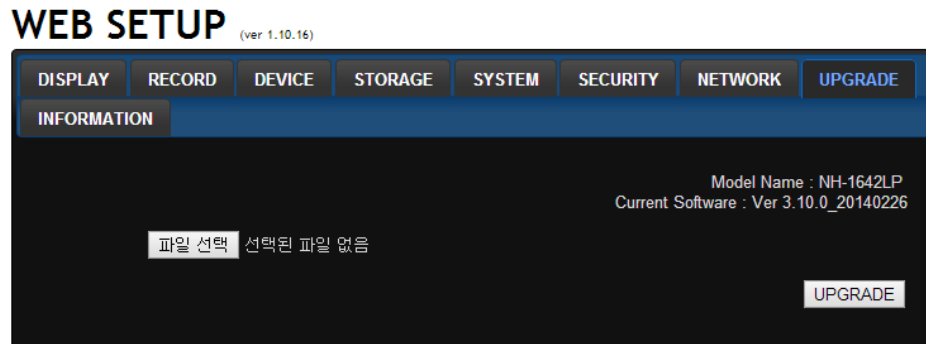 WEB SETUP (ver 1.10.16)
DISPLAY RECORD DEVICE STORAGE SYSTEM SECURITY NETWORK UPGRADE
INFORMATION
Model Name : NH-1642LP
Current Software : Ver 3.10.0_20140226
파일 선택 선택된 파일 없음
UPGRADE